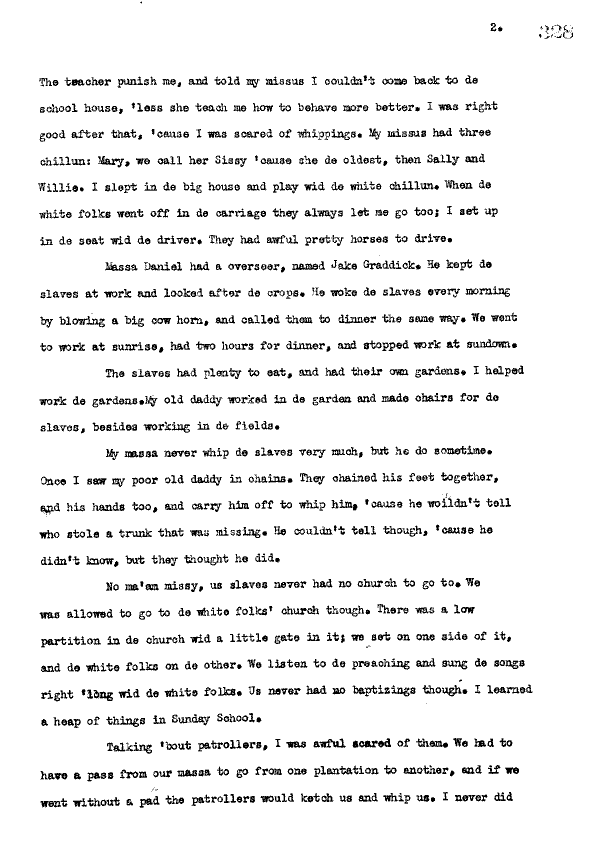 2. 328
The teacher punish me, and told my missus I couldn't come back to de
school house, 'less she teach me how to behave more better. I was right
good after that, 'cause I was scared of whippings. My missus had three
chillun: Mary, we call her Sissy 'cause she de oldest, then Sally and
Willie. I slept in de big house and play wid de white chillun. When de
white folks went off in de carriage they always let me go too; I set up
in de seat wid de driver. They had awful pretty horses to drive.
Massa Daniel had a overseer, named Jake Graddick. He kept de
slaves at work and looked after de crops. He woke de slaves every morning
by blowing a big cow horn, and called them to dinner the same way. We went
to work at sunrise, had two hours for dinner, and stopped work at sundown.
The slaves had plenty to eat, and had their own gardens. I helped
work de gardens.My old daddy worked in de garden and made chairs for de
slaves, besides working in de fields.
My massa never whip de slaves very much, but he do sometime.
Once I saw my poor old daddy in chains. They chained his feet together,
and his hands too, and carry him off to whip him, 'cause he wouldn't tell
who stole a trunk that was missing. He couldn't tell though, 'cause he
didn't know, but they thought he did.
No ma'am missy, us slaves never had no church to go to. We
was allowed to go to de white folks' church though. There was a low
partition in de church wid a little gate in it; we set on one side of it,
and de white folks on de other. We listen to de preaching and sung de songs
right 'long wid de white folks. Us never had no baptizings though. I learned
a heap of things in Sunday School.
Talking 'bout patrollers, I was awful scared of them. We had to
have a pass from our massa to go from one plantation to another, and if we
went without a pad the patrollers would ketch us and whip us. I never did